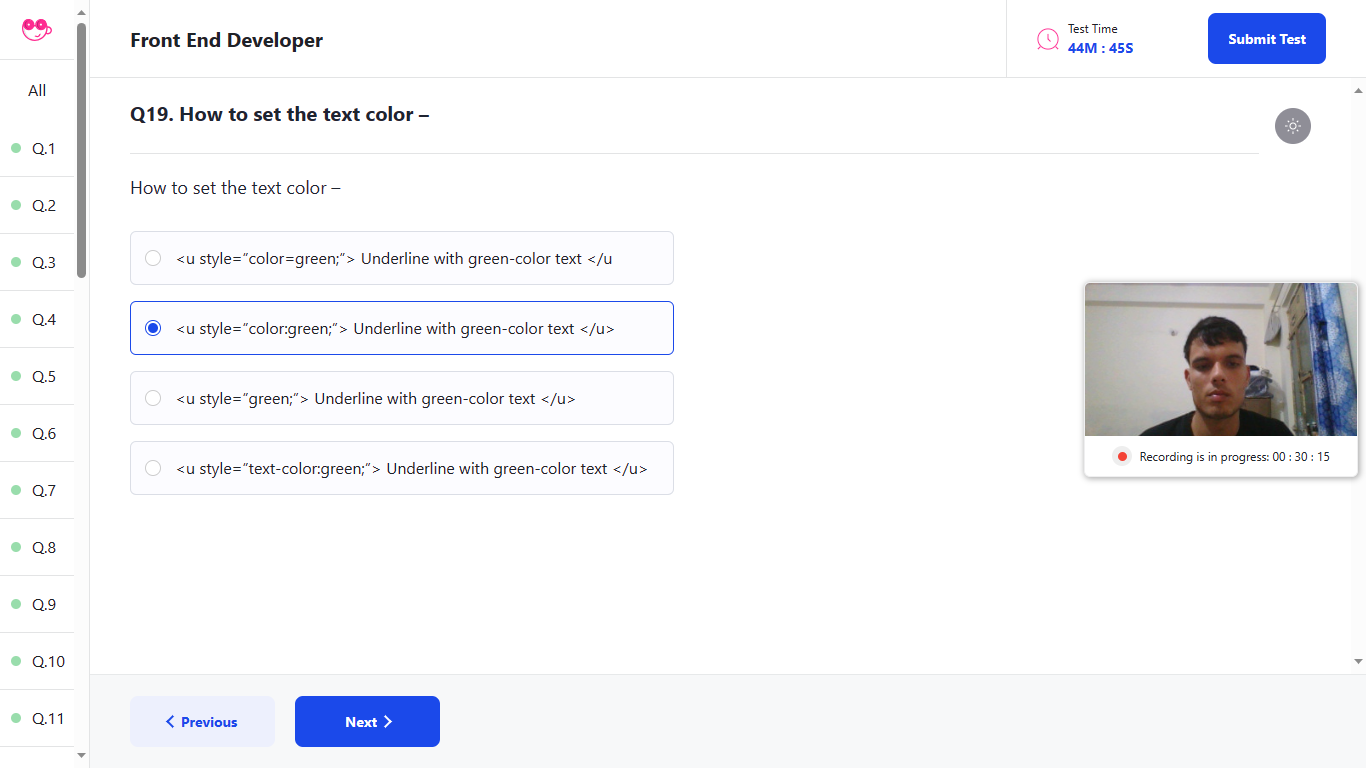 Front End Developer
Test Time
44M : 45S
Submit Test
All
Q.1
Q.2
Q.3
Q.4
Q.5
Q.6
Q.7
Q.8
Q.9
Q.10
Q.11
Q19. How to set the text color –
How to set the text color –
<u style=”color=green;”> Underline with green-color text </u
<u style=”color:green;”> Underline with green-color text </u>
<u style=”green;”> Underline with green-color text </u>
<u style=”text-color:green;”> Underline with green-color text </u>
Recording is in progress: 00 : 30 : 15
Previous
Next